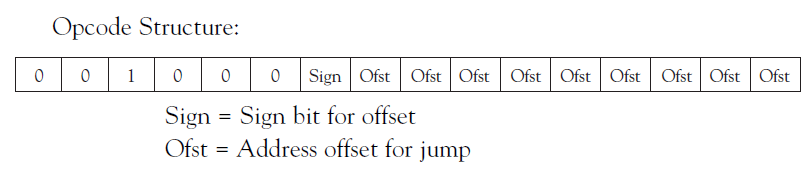 Opcode Structure:
0 0 1 0 0 0 Sign Ofst Ofst Ofst Ofst Ofst Ofst Ofst Ofst Ofst
Sign = Sign bit for offset
Ofst = Address offset for jump